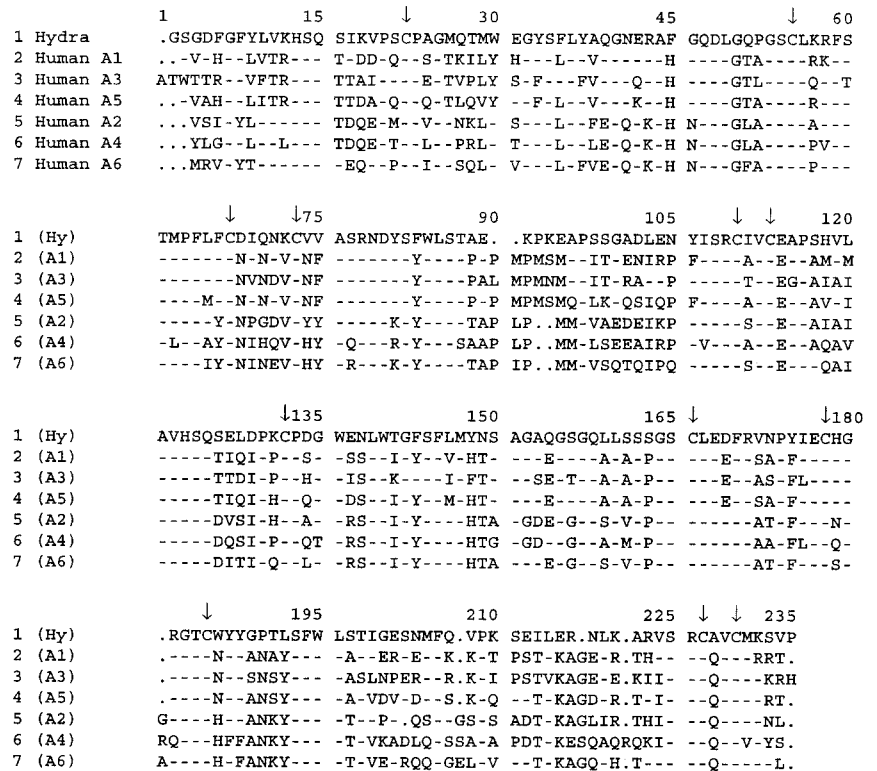 1 15 ↓ 30 45 ↓ 60
1 Hydra .GSGDFGFYLVKHSQ SIKVPSCPAGMQTMW EGYSFLYAQGNERAF GQDLGQPGSCLKRFS
2 Human A1 ...-V-H--LVTR-- T-DD-Q--S-TKILY H----L--V-----H ----GTA----RK--
3 Human A3 ATWTTR---VFTR-- TTAI----E-TVPLY S-F---FV---Q--H ----GTL----Q--T
4 Human A5 ...-VAH--LITR-- TTDA-Q--Q-TLQVY --F-L--V---K--H ----GTA----R---
5 Human A2 ...VSI-YL------ TDQE-M--V--NKL- S---L--FE-Q-K-H N---GLA-A------
6 Human A4 ...YLG--L--L--- TDQE-T--L--PRL- T---L--LE-Q-K-H N---GLA----PV--
7 Human A6 ...MRV-YT------ -EQ--P--I--SQL- V---L--FVE-Q-K-H N---GFA----P---
↓ ↓75 90 105 ↓ ↓ 120
1 (Hy) TMPFLFCDIQNKCVV ASRNDYSFWLSTAE. .KPKEAPSSGADLEN YISRCIVCEAPSHVL
2 (A1) -------N-N-V-NF --------Y----P-P MPMSM--IT-ENIRP F----A--E--AM-M
3 (A3) -------NVNDV-NF --------Y----PAL MPMNM--IT-RA--P -----T--EG-AIAI
4 (A5) ----M--N-N-V-NF --------Y----P-P MPMSMQ-LK-QSIQP F----A--E--AV-I
5 (A2) -----Y-NPGDV-YY ------K-Y----TAP LP..MM-VAEDEIKP -----S--E--AIAI
6 (A4) -L--AY-NIHQV-HY -Q---R--Y---SAAP LP..MM-LSEEAIRP -V---A--E--AQAV
7 (A6) ----IY-NINEV-HY -R---K-Y----TAP IP..MM-VSQTQIPQ -----S--E--QAI
↓135 150 165 ↓ ↓180
1 (Hy) AVHSQSELDPKCPDG WENLWTGFSFLMYNS AGAQGSGQLLSSSGS CLEDFRVNPYIECHG
2 (A1) -----TIQI-P--S- -SS--I-Y--V-HT- ----E----A-A-P-- ---E--SA-F-----
3 (A3) -----TTDI-P--H- -IS--K----I-FT- ---SE-T--A-A-P-- ---E--AS-FL----
4 (A5) -----TIQI-H--Q- -DS--I-Y--M-HT- ----E----A-A-P-- ---E--SA-F-----
5 (A2) -----DVSI-H--A- -RS--I-Y----HTA -GDE-G--S-V-P-- ------AT-F---N-
6 (A4) -----DQSI-P--QT -RS--I-Y----HTG -GD--G--A-M-P-- ------AA-FL--Q-
7 (A6) -----DITI-Q--L- -RS--I-Y----HTA ----G--S-V-P-- ------AT-F---S-
↓ 195 210 225 ↓ ↓ 235
1 (Hy) .RGTCWYYGPTLSFW LSTIGESNMFQ.VPK SEILER.NLK.ARVS RCAVCMKSVP
2 (A1) .----N--ANAY--- -A--ER-E--K.K-T PST-KAGE-R.TH-- --Q---RRT.
3 (A3) .----N--SNSY--- -ASLNPER--R.K-I PSTVKAGE-E.KII- --Q----KRH
4 (A5) .----N--ANSY--- -A-VDV-D--S.K-Q --T-KAGD-R.T-I- --Q----RT.
5 (A2) G----H--ANKY--- -T--P-.QS--GS-S ADT-KAGLIR.THI- --Q----NL.
6 (A4) RQ---HFFANKY--- -T-VKADLQ-SSA-A PDT-KESQAQRQKI- --Q--V-YS.
7 (A6) A----H-FANKY--- -T-VE-RQQ-GEL-V --T-KAGQ-H.T--- --Q-----L.